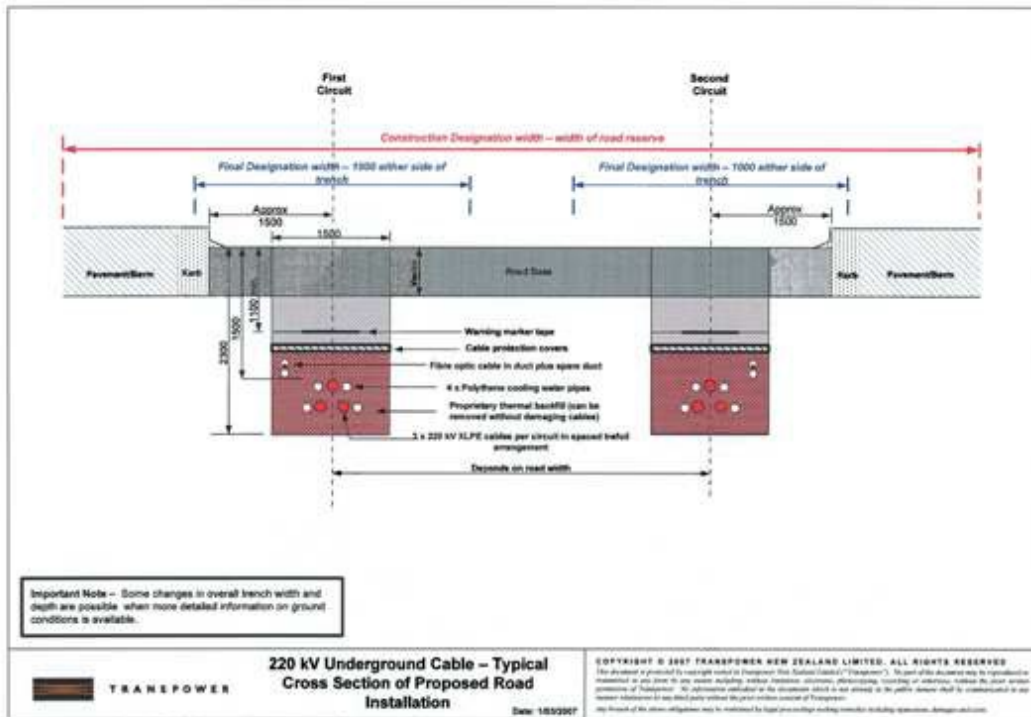 First
Circuit
Second
Circuit
Construction Designation width – width of road reserve
Final Designation width – 1000 either side of
trench
Final Designation width – 1000 either side of
trench
Approx
1500
Approx
1500
1500
Pavement/Berm
Kerb
Road Base
Kerb
Pavement/Berm
1100
1500
2300
Warning marker tape
Cable protection covers
Fibre optic cable in duct plus spare duct
4 x Polythene cooling water pipes
Proprietary thermal backfill (can be
removed without damaging cables)
3 x 220 kV XLPE cables per circuit in spaced trefoil
arrangement
Depends on road width
Important Note – Some changes in overall trench width and
depth are possible when more detailed information on ground
conditions is available.
TRANSPOWER
220 kV Underground Cable – Typical
Cross Section of Proposed Road
Installation
Date: 1/03/2007
COPYRIGHT © 2007 TRANSPOWER NEW ZEALAND LIMITED. ALL RIGHTS RESERVED